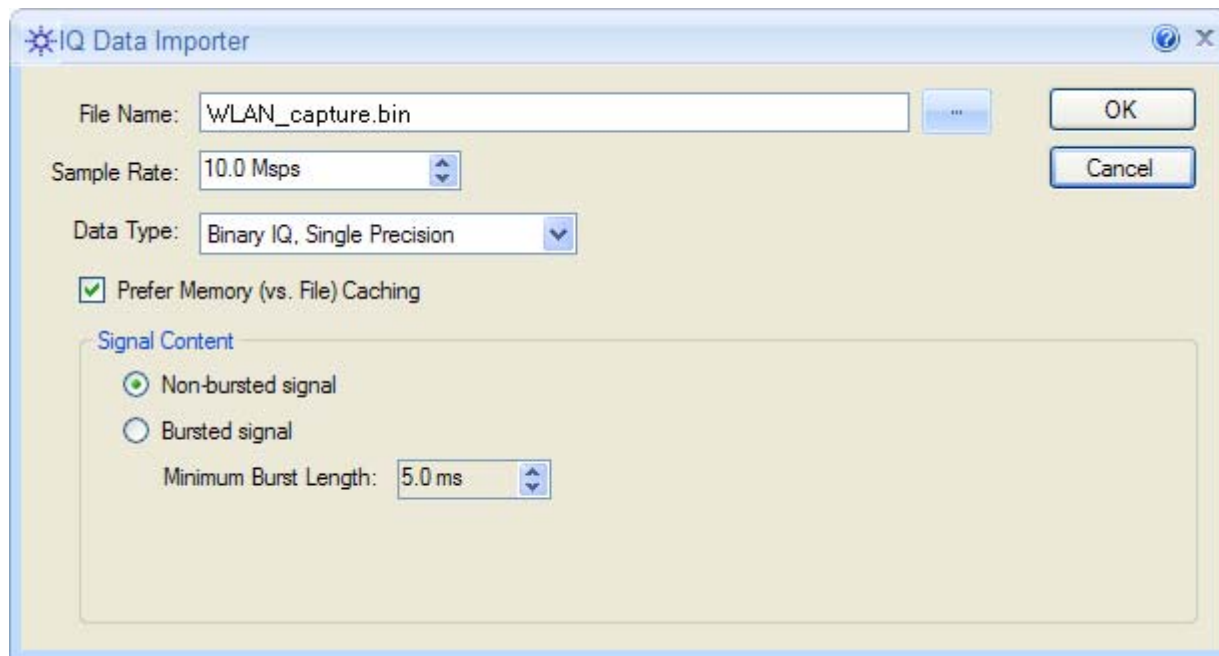 IQ Data Importer
File Name: WLAN_capture.bin ... OK
Sample Rate: 10.0 Msps Cancel
Data Type: Binary IQ, Single Precision
Prefer Memory (vs. File) Caching
Signal Content
Non-bursted signal
Bursted signal
Minimum Burst Length: 5.0 ms